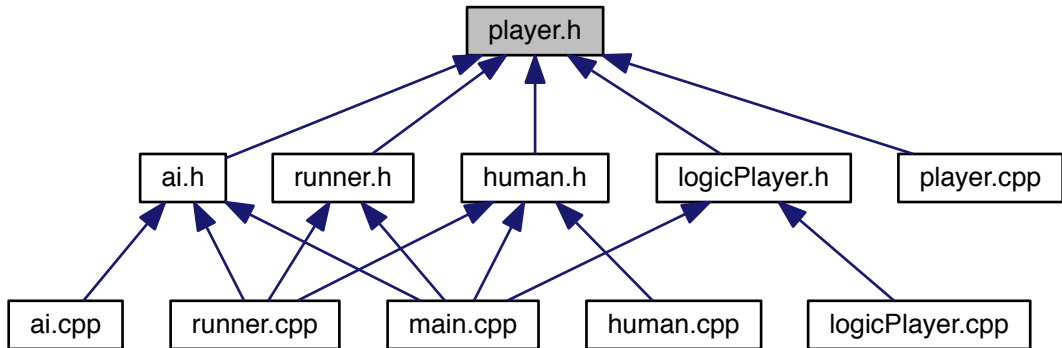 player.h
ai.h
runner.h
human.h
logicPlayer.h
player.cpp
ai.cpp
runner.cpp
main.cpp
human.cpp
logicPlayer.cpp